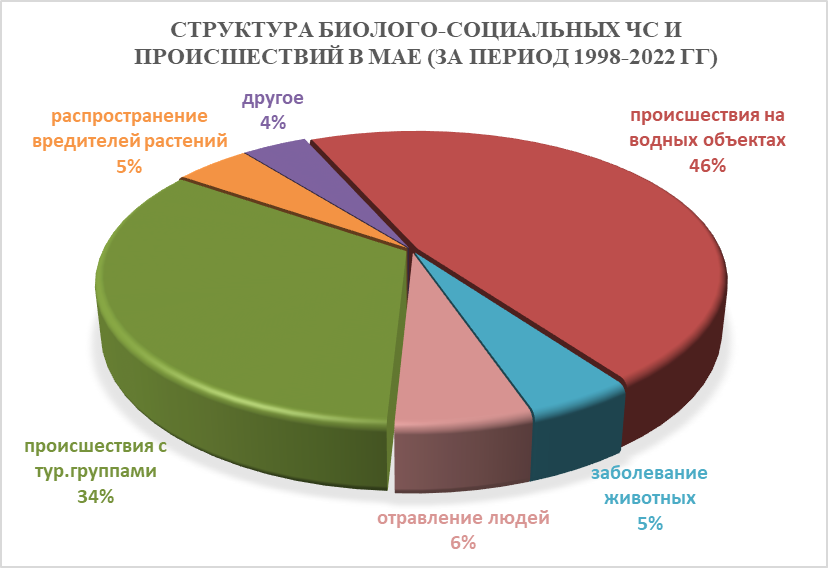 СТРУКТУРА БИОЛОГО-СОЦИАЛЬНЫХ ЧС И
ПРОИСШЕСТВИЙ В МАЕ (ЗА ПЕРИОД 1998-2022 ГГ)
другое
4%
распространение
вредителей растений
5%
происшествия на
водных объектах
46%
происшествия с
тур.группами
34%
отравление людей
6%
заболевание
животных
5%